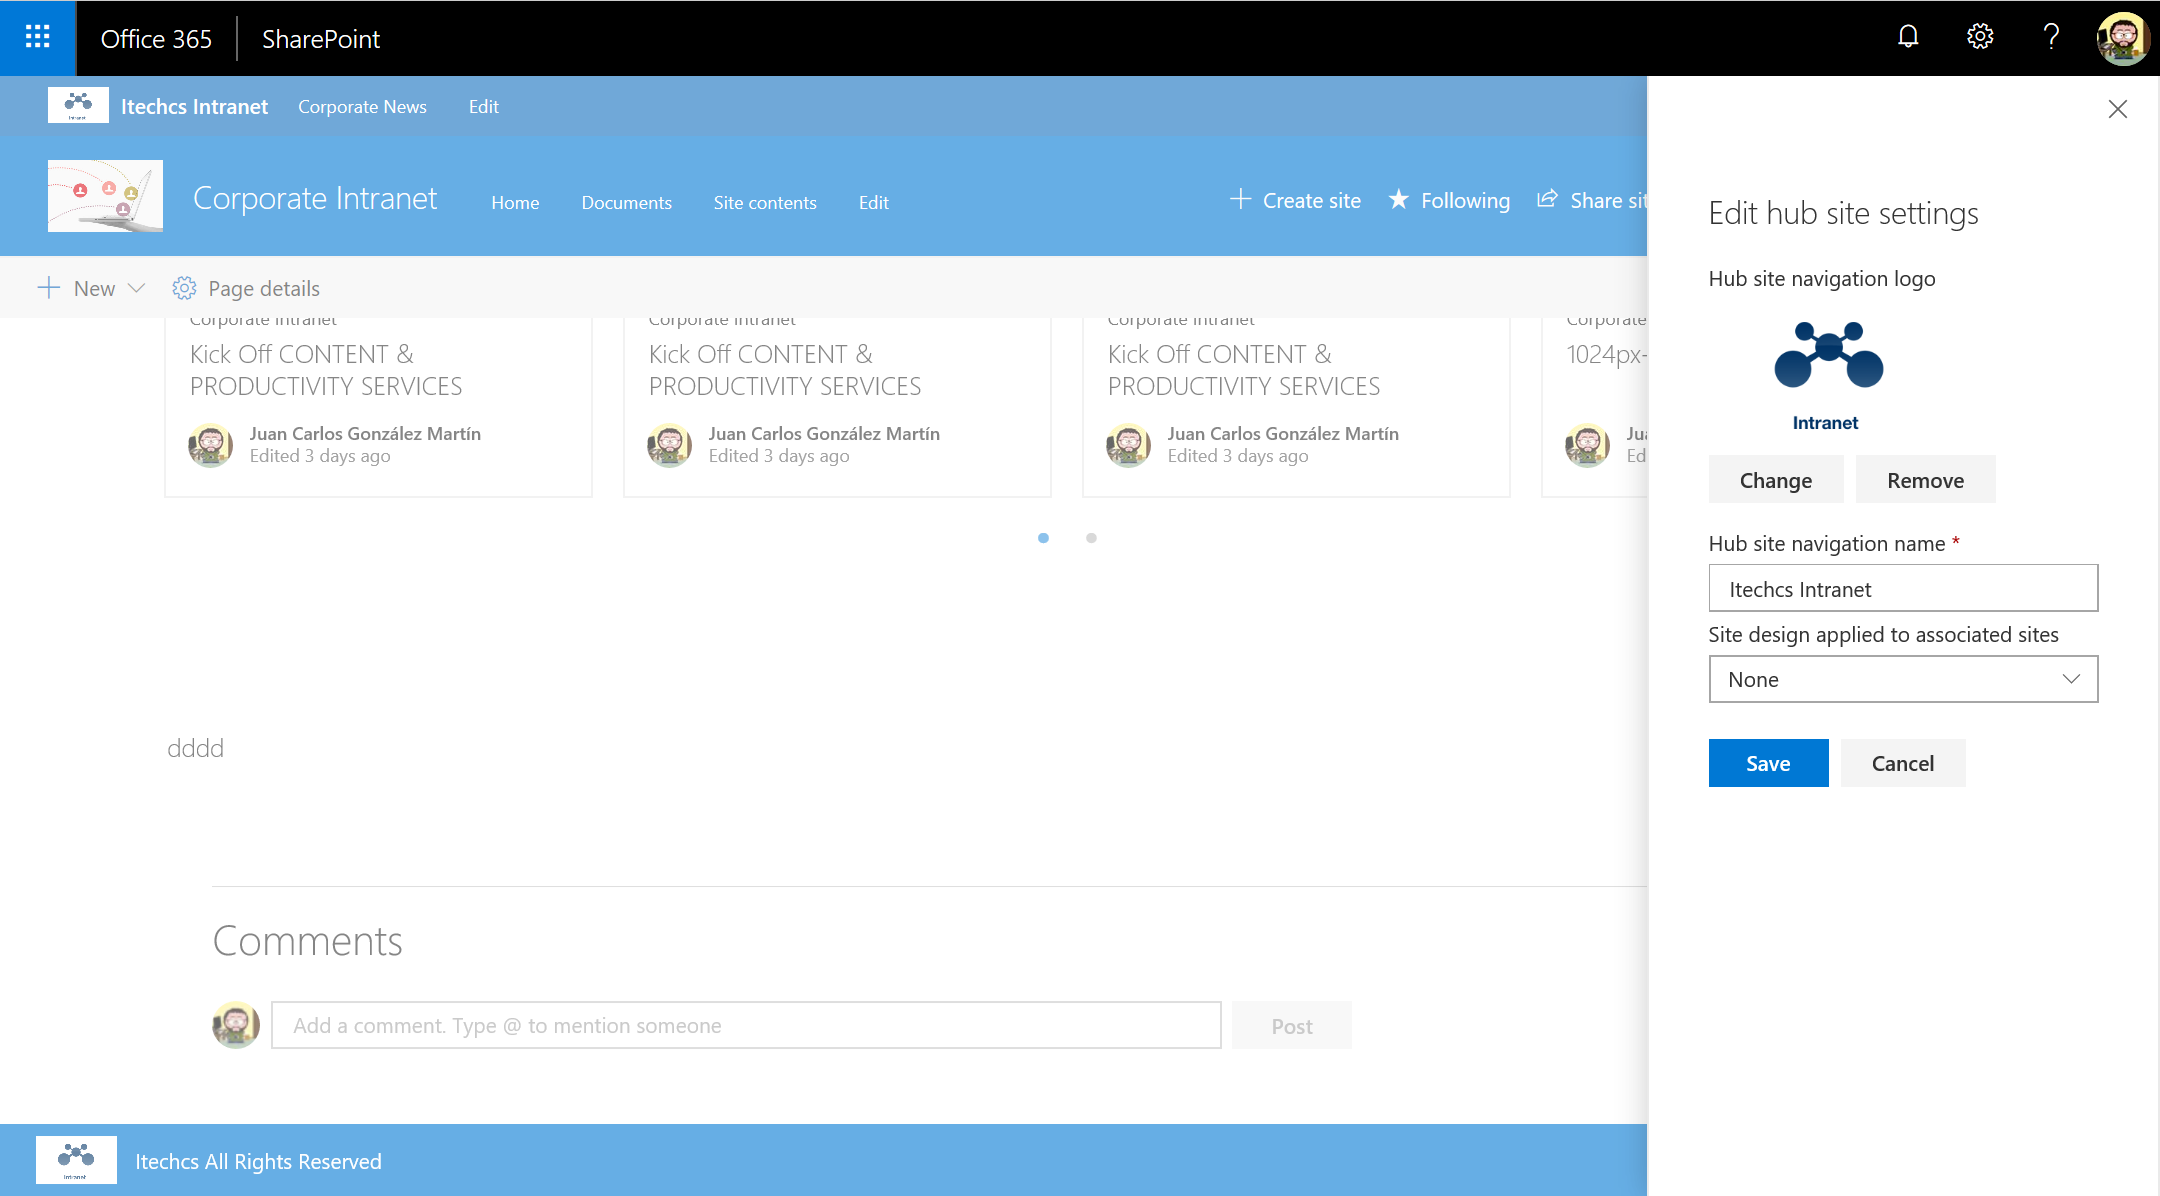 Office 365 SharePoint ?
Intranet Itechcs Intranet Corporate News Edit
Corporate Intranet Home Documents Site contents Edit Create site Following Share sit
New Page details
Corporate Intranet
Kick Off CONTENT &
PRODUCTIVITY SERVICES
Juan Carlos González Martín
Edited 3 days ago
Corporate Intranet
Kick Off CONTENT &
PRODUCTIVITY SERVICES
Juan Carlos González Martín
Edited 3 days ago
Corporate Intranet
Kick Off CONTENT &
PRODUCTIVITY SERVICES
Juan Carlos González Martín
Edited 3 days ago
Corporate
1024px-
Ju
Ed
dddd
Comments
Add a comment. Type @ to mention someone
Post
Intranet Itechcs All Rights Reserved
Edit hub site settings
Hub site navigation logo
Intranet
Change Remove
Hub site navigation name *
Itechcs Intranet
Site design applied to associated sites
None
Save Cancel